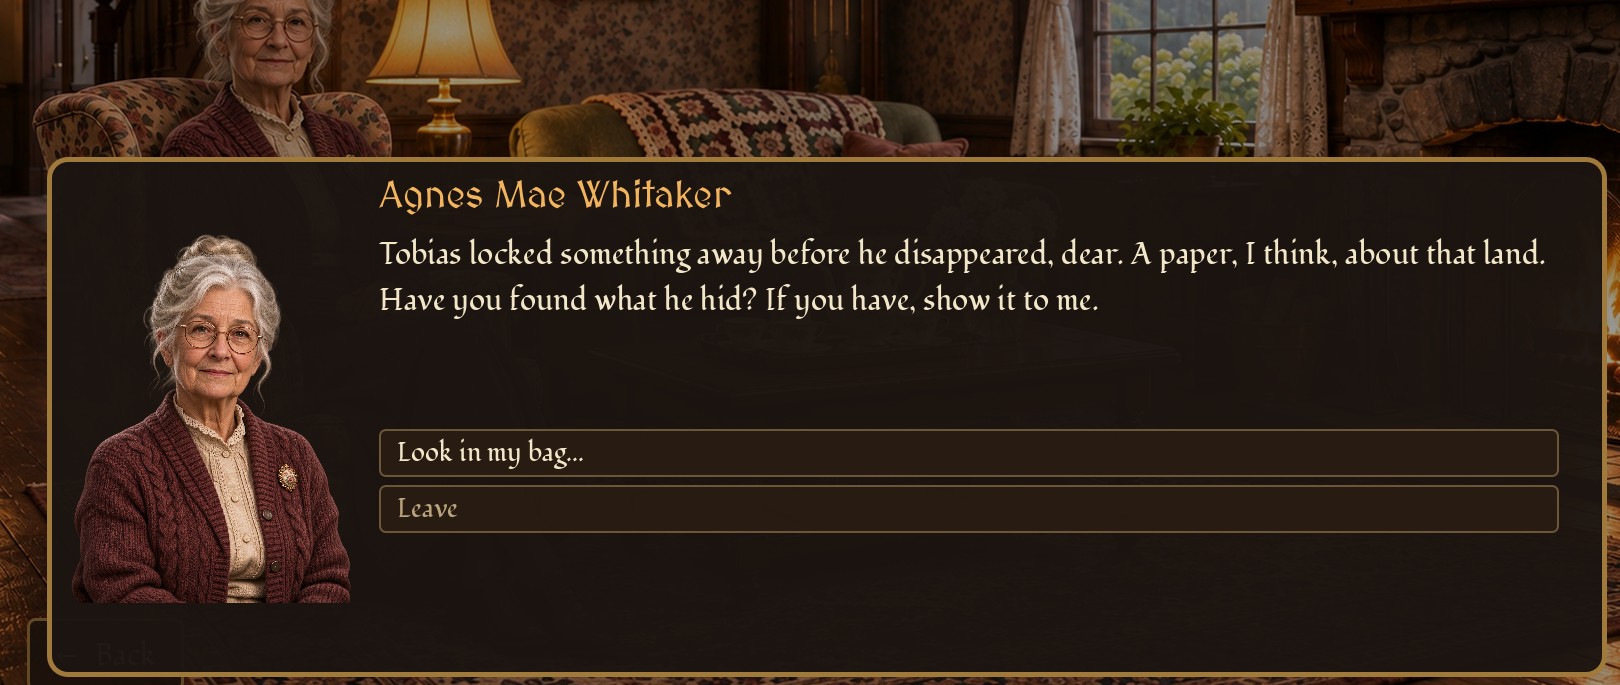 Agnes Mae Whitaker
Tobias locked something away before he disappeared, dear. A paper, I think, about that land.
Have you found what he hid? If you have, show it to me.
Look in my bag...
Leave
← Back